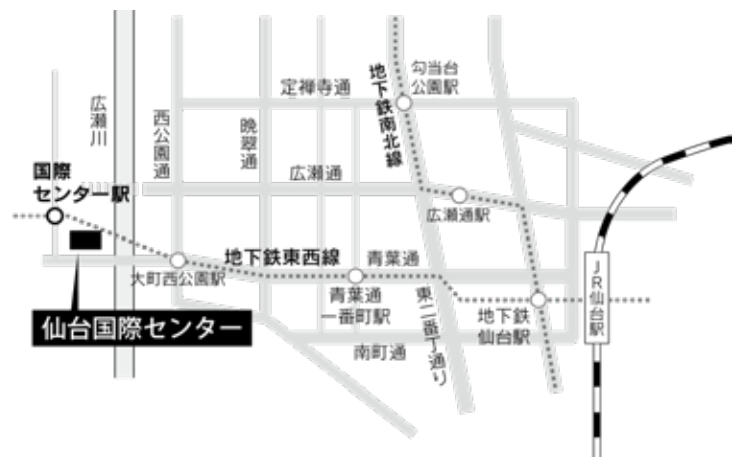 勾当台
公園駅
定禅寺通
地下鉄南北線
広瀬川
西公園通
晩翠通
国際
センター駅
広瀬通
広瀬通駅
地下鉄東西線
青葉通
大町西公園駅
青葉通
一番町駅
東二番丁通り
地下鉄
仙台駅
JR仙台駅
仙台国際センター
南町通